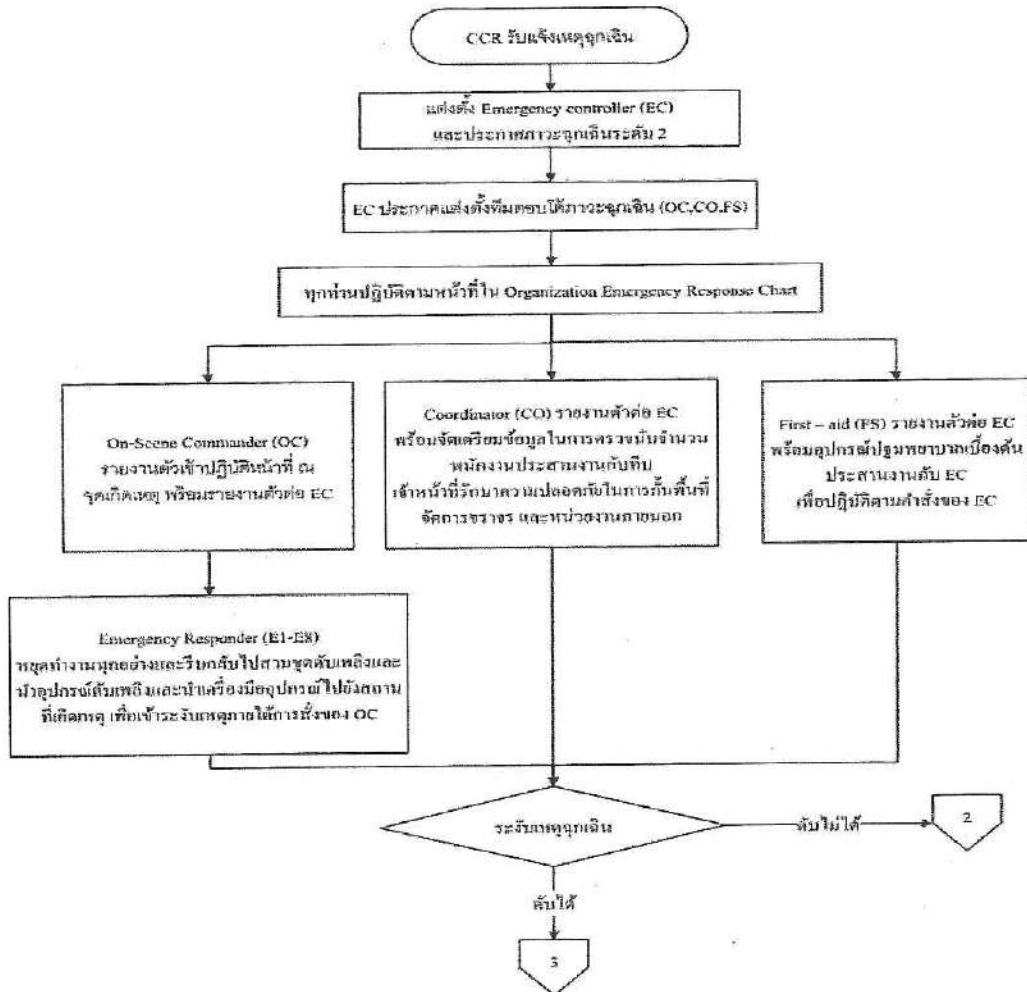 CCR รับแจ้งเหตุฉุกเฉิน
แต่งตั้ง Emergency controller (EC)
และประกาศภาวะฉุกเฉินระดับ 2
EC ประกาศแต่งตั้งทีมตอบโต้ภาวะฉุกเฉิน (OC,CO,FS)
ทุกท่านปฏิบัติตามหน้าที่ใน Organization Emergency Response Chart
On-Scene Commander (OC)
รายงานตัวเข้าปฏิบัติหน้าที่ ณ
จุดเกิดเหตุ พร้อมรายงานตัวต่อ EC
Coordinator (CO) รายงานตัวต่อ EC
พร้อมจัดเตรียมข้อมูลในการตรวจนับจำนวน
พนักงานประสานงานกับทีม
เจ้าหน้าที่รักษาความปลอดภัยในการกั้นพื้นที่
จัดการจราจร และหน่วยงานภายนอก
First – aid (FS) รายงานตัวต่อ EC
พร้อมอุปกรณ์ปฐมพยาบาลเบื้องต้น
ประสานงานกับ EC
เพื่อปฏิบัติตามคำสั่งของ EC
Emergency Responder (E1-E8)
หยุดทำงานทุกอย่างและรีบกลับไปสวมชุดดับเพลิงและ
นำอุปกรณ์ดับเพลิงและนำเครื่องมืออุปกรณ์ไปยังสถาน
ที่เกิดเหตุ เพื่อเข้าระงับเหตุภายใต้การสั่งของ OC
ระงับเหตุฉุกเฉิน
ดับไม่ได้
2
ดับได้
3